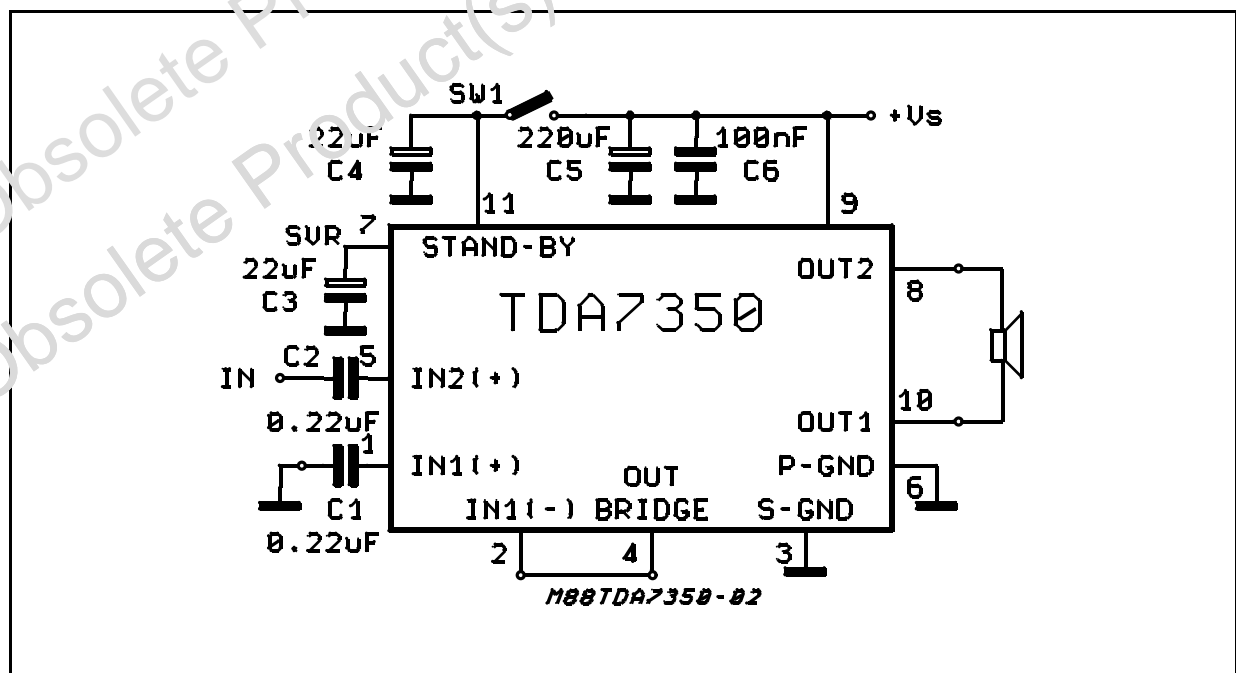 Obsolete Product(s)
Obsolete Pr
SW1
+Vs
22uF
C4
220uF
C5
100nF
C6
11
9
7
SVR
STAND-BY
22uF
C3
OUT2
8
TDA7350
C2
5
IN
IN2(+)
0.22uF
10
OUT1
1
IN1(+)
P-GND
6
C1
0.22uF
OUT
IN1(-) BRIDGE
S-GND
2
4
3
M88TDA7350-02